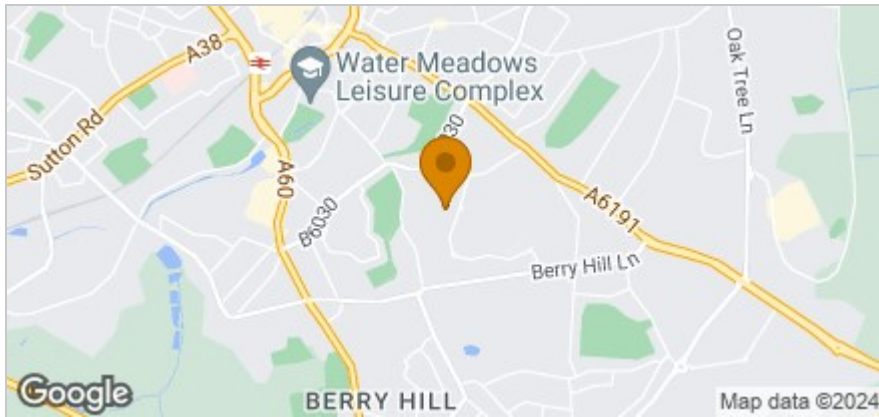 A38
Oak Tree Ln
Water Meadows
Leisure Complex
Sutton Rd
A60
B6030
A6191
Berry Hill Ln
BERRY HILL
Google
Map data ©2024